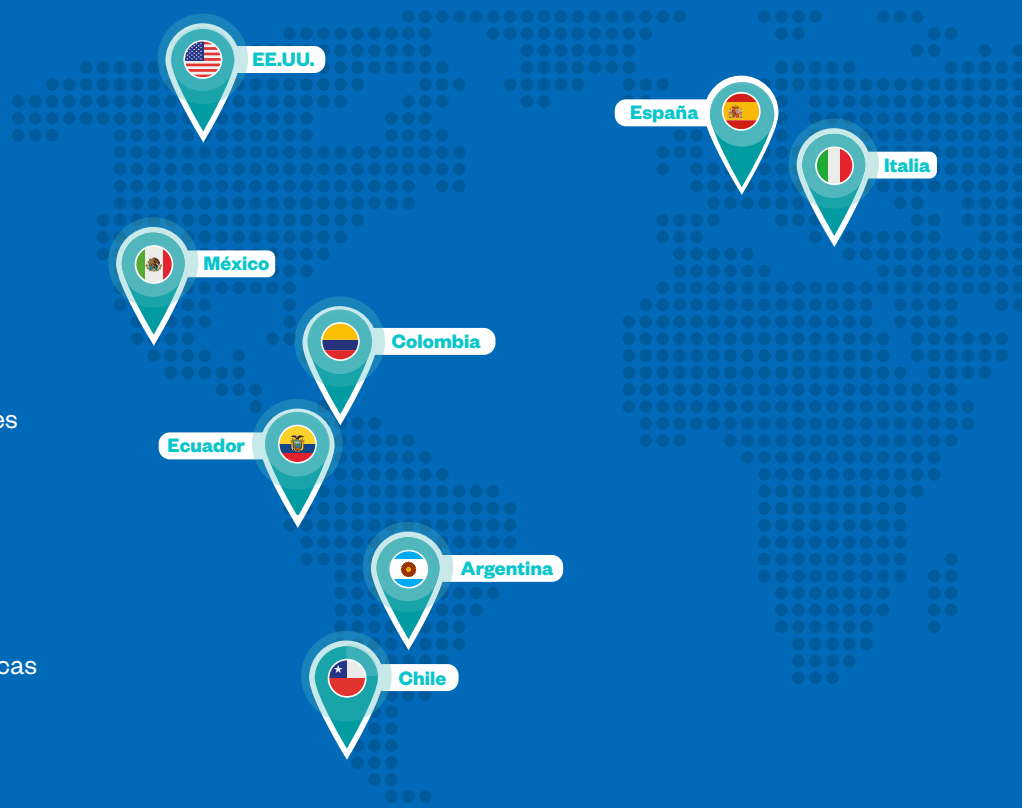 EE.UU.
España
Italia
México
Colombia
es
Ecuador
Argentina
cas
Chile